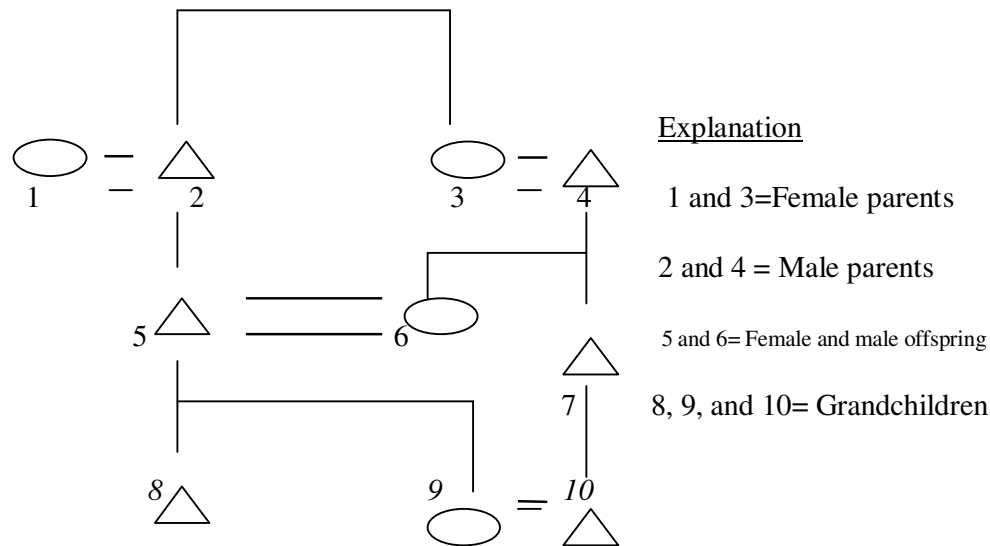 Explanation
1 2 3 4
1 and 3=Female parents
2 and 4 = Male parents
5 6
5 and 6= Female and male offspring
7
8, 9, and 10= Grandchildren
8 9 10